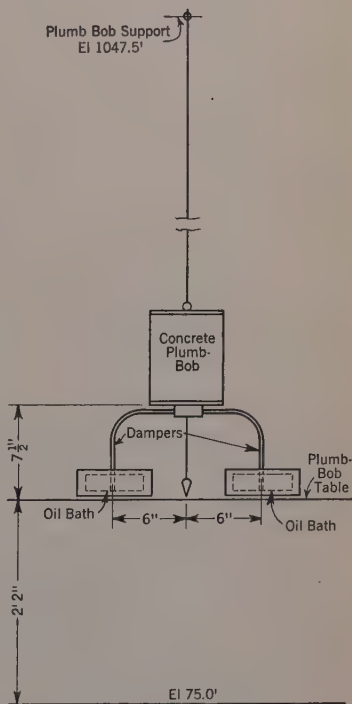 Plumb Bob Support
El 1047.5'
Concrete
Plumb-
Bob
7 1/2"
Dampers
Plumb-
Bob
Table
Oil Bath
6"
6"
Oil Bath
2' 2"
El 75.0'